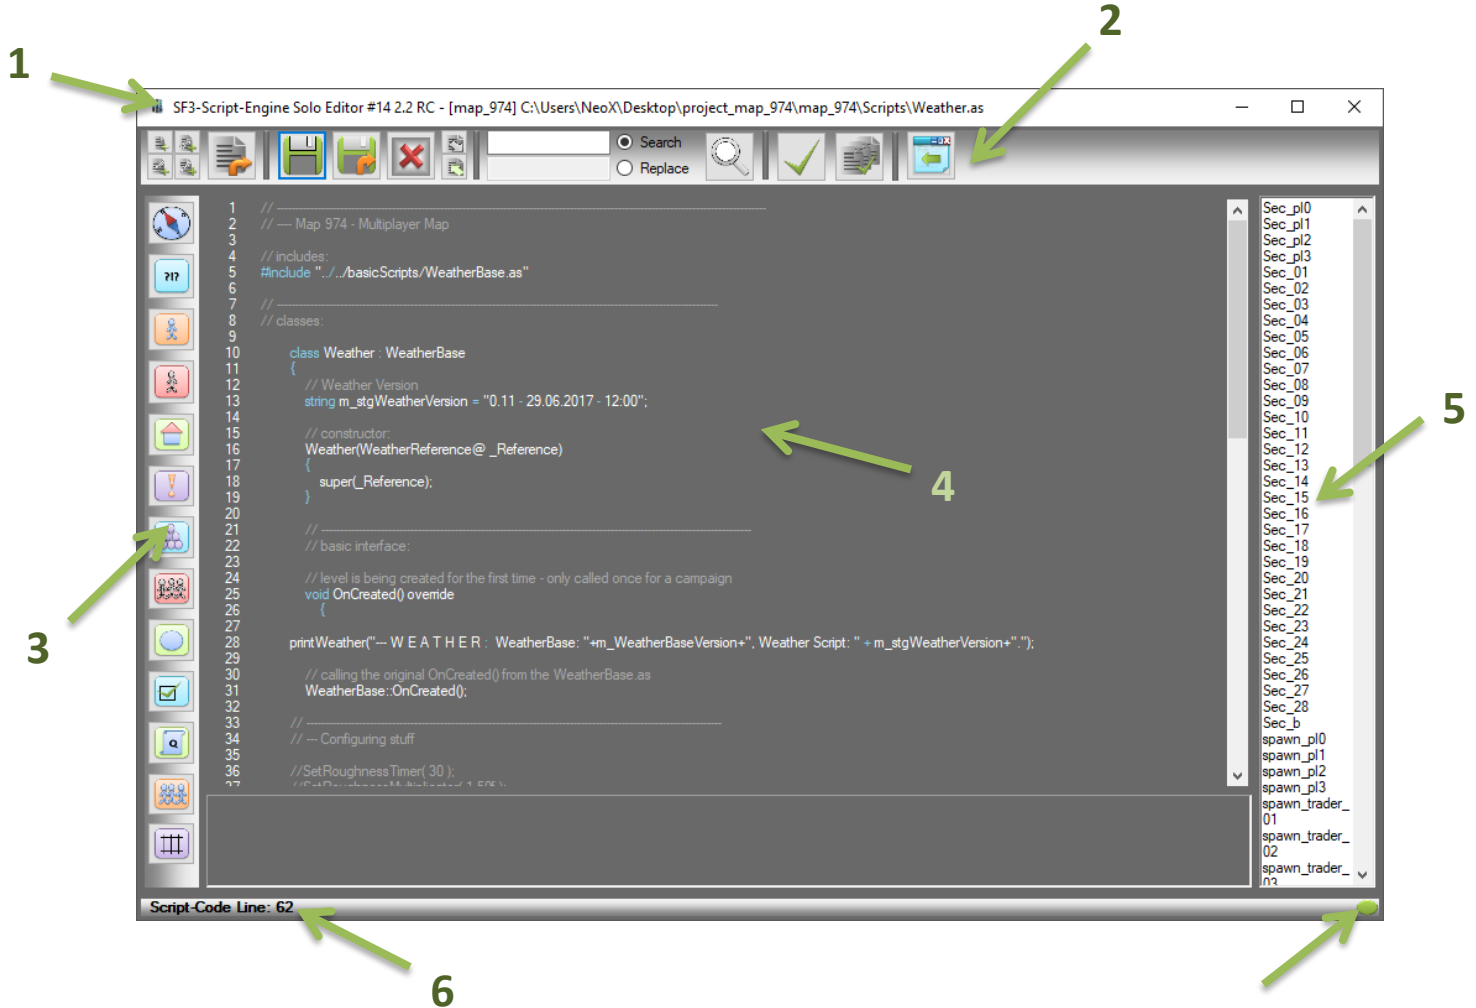 2
1
SF3-Script-Engine Solo Editor #14 2.2 RC - [map_974] C:\Users\NeoX\Desktop\project_map_974\map_974\Scripts\Weather.as
Search
Replace
?!?
Q
1 // ----
2 // ---- Map 974 - Multiplayer Map
3
4 // includes:
5 #include "../../basicScripts/WeatherBase.as"
6
7 // ----
8 // classes:
9
10 class Weather : WeatherBase
11 {
12 // Weather Version
13 string m_stgWeatherVersion = "0.11 - 29.06.2017 - 12:00";
14
15 // constructor:
16 Weather(WeatherReference@ _Reference)
17 {
18 super(_Reference);
19 }
20
21 // ----
22 // basic interface:
23
24 // level is being created for the first time - only called once for a campaign
25 void OnCreated() override
26 {
27
28 printWeather("--- W E A T H E R :  WeatherBase: "+m_WeatherBaseVersion+", Weather Script: " + m_stgWeatherVersion+".");
29
30 // calling the original OnCreated() from the WeatherBase.as
31 WeatherBase::OnCreated();
32
33 // ----
34 // --- Configuring stuff
35
36 //SetRoughnessTimer( 30 );
37 //SetRoughnessMultiplicator( 1.50f );
Sec_pl0
Sec_pl1
Sec_pl2
Sec_pl3
Sec_01
Sec_02
Sec_03
Sec_04
Sec_05
Sec_06
Sec_07
Sec_08
Sec_09
Sec_10
Sec_11
Sec_12
Sec_13
Sec_14
Sec_15
Sec_16
Sec_17
Sec_18
Sec_19
Sec_20
Sec_21
Sec_22
Sec_23
Sec_24
Sec_25
Sec_26
Sec_27
Sec_28
Sec_b
spawn_pl0
spawn_pl1
spawn_pl2
spawn_pl3
spawn_trader_
01
spawn_trader_
02
spawn_trader_
03
5
4
3
Script-Code Line: 62
6